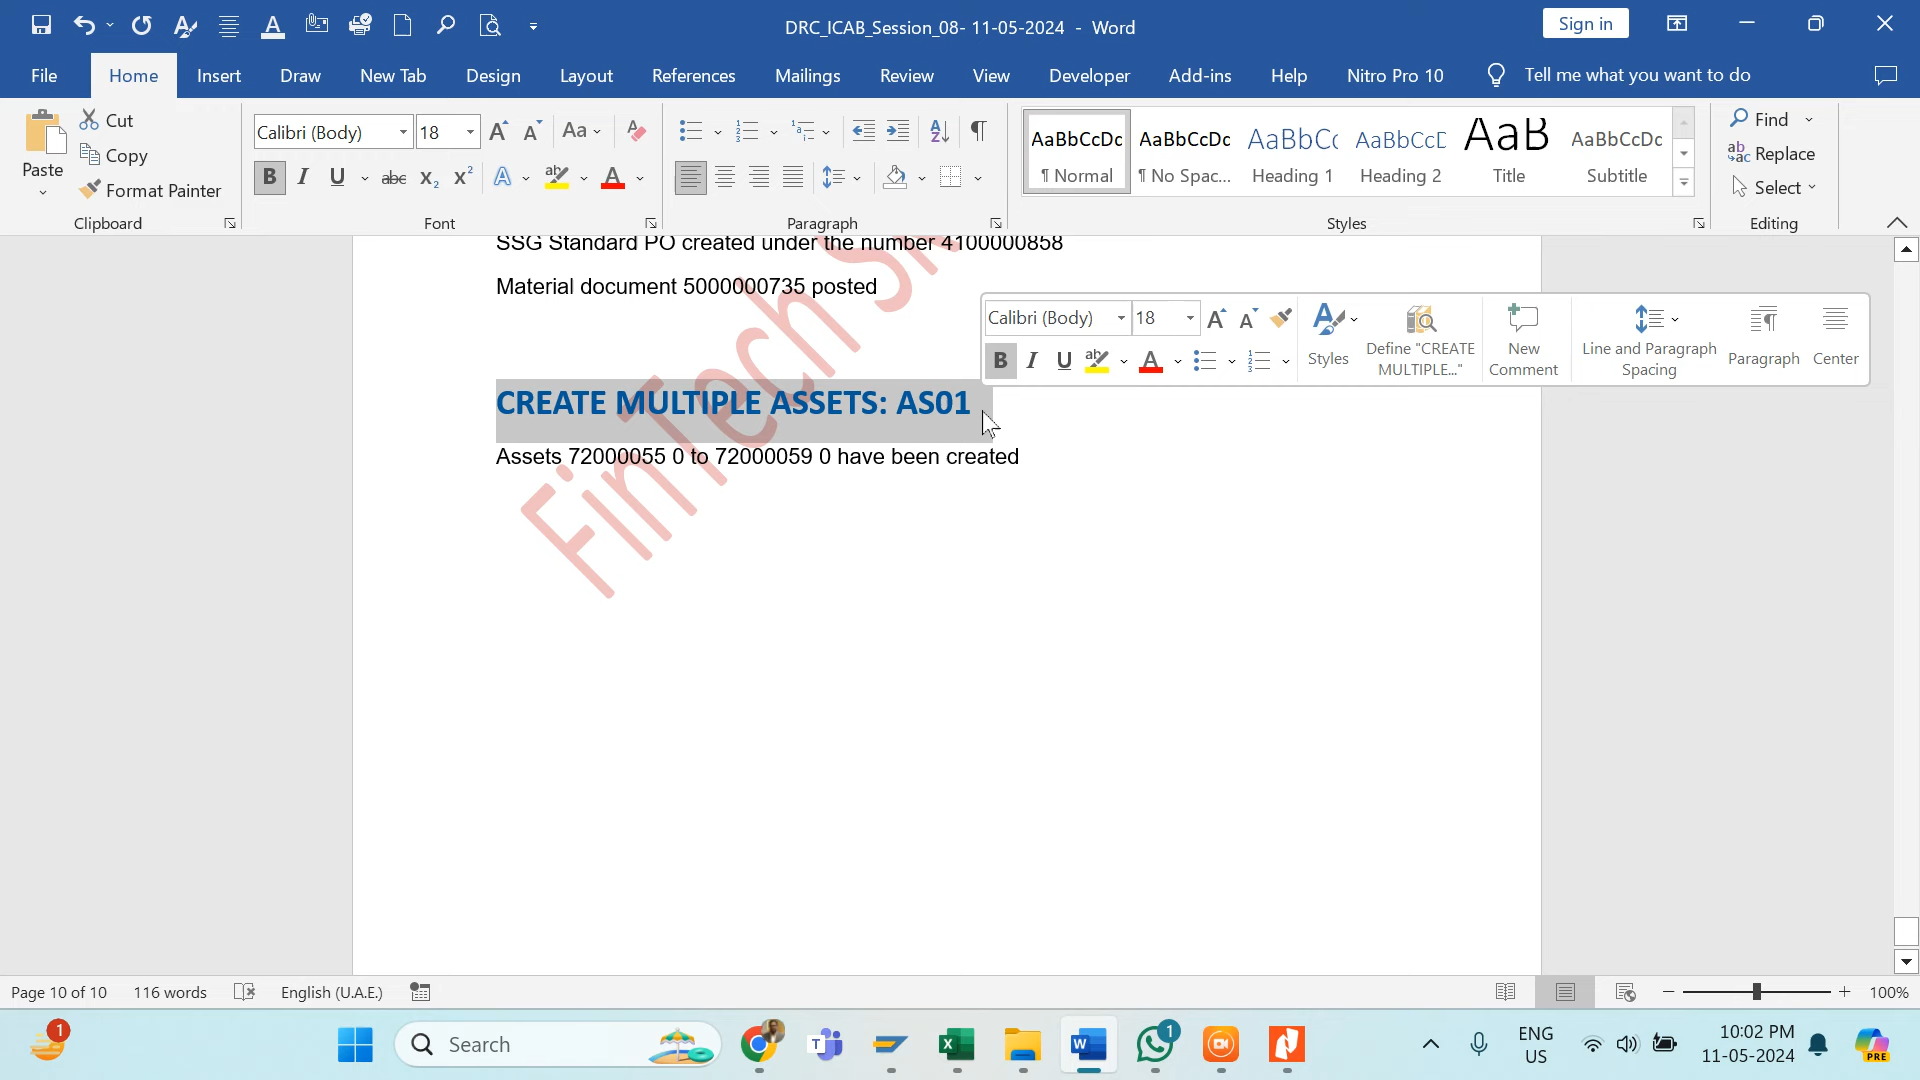 DRC_ICAB_Session_08- 11-05-2024 - Word
Sign in
File Home Insert Draw New Tab Design Layout References Mailings Review View Developer Add-ins Help Nitro Pro 10 Tell me what you want to do
Paste
Cut
Copy
Format Painter
Clipboard
Calibri (Body) 18
Font
Paragraph
AaBbCcDc
¶ Normal
AaBbCcDc
¶ No Spac...
AaBbCc
Heading 1
AaBbCcD
Heading 2
AaB
Title
AaBbCcDc
Subtitle
Styles
Find
Replace
Select
Editing
SSG Standard PO created under the number 4100000858
Material document 5000000735 posted
Calibri (Body) 18
Styles
Define "CREATE MULTIPLE..."
New Comment
Line and Paragraph Spacing
Paragraph
Center
CREATE MULTIPLE ASSETS: AS01
Assets 72000055 0 to 72000059 0 have been created
FinTech
Page 10 of 10 116 words English (U.A.E.) 100%
1
Search
1
ENG
US
10:02 PM
11-05-2024
PRE